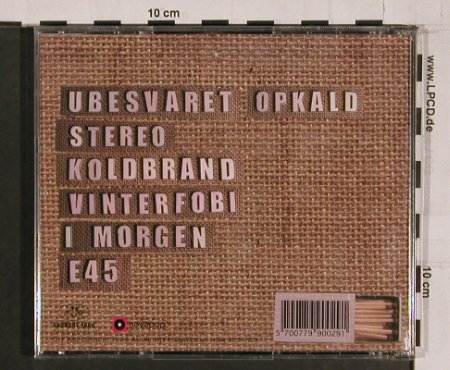 10 cm
www.LPCD.de
UBESVARET OPKALD
STEREO
KOLDBRAND
VINTERFOBI
I MORGEN
E45
10 cm
5 700779 900291